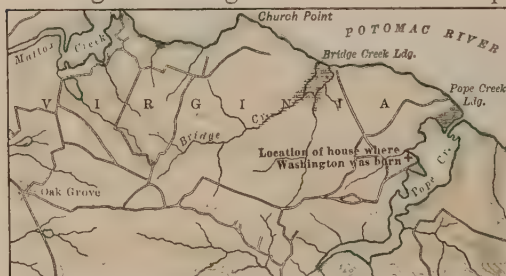 Church Point
POTOMAC RIVER
Mattox Creek
Bridge Creek Ldg.
Pope Creek
Ldg.
VIRGINIA
Bridge Cr.
Location of house where
Washington was born
Pope Cr.
Oak Grove